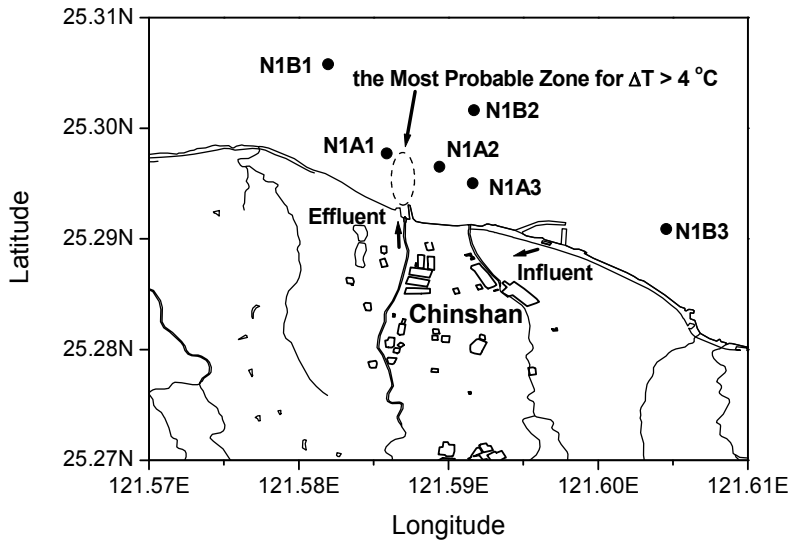 25.31N
N1B1
the Most Probable Zone for ΔT > 4 °C
N1B2
25.30N
N1A1
N1A2
N1A3
Effluent
25.29N
N1B3
Influent
Chinshan
25.28N
25.27N
121.57E 121.58E 121.59E 121.60E 121.61E
Latitude
Longitude